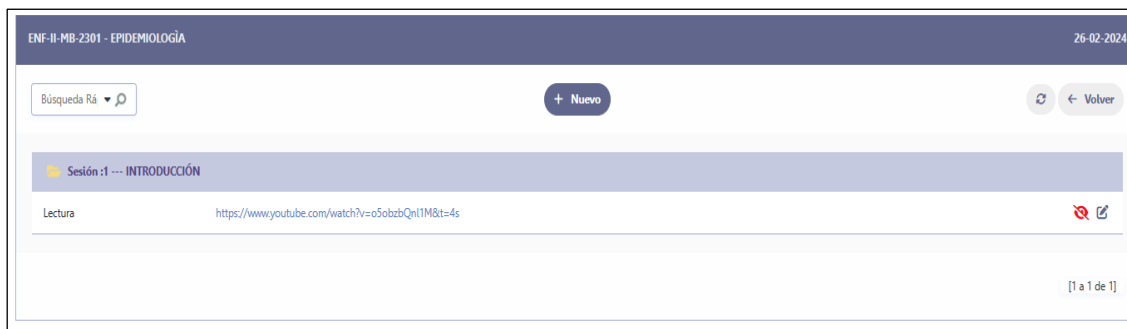 ENF-II-MB-2301 - EPIDEMIOLOGÌA 26-02-2024
Búsqueda Rá
+ Nuevo
← Volver
Sesión :1 --- INTRODUCCIÓN
Lectura https://www.youtube.com/watch?v=o5obzbQnl1M&t=4s
[1 a 1 de 1]